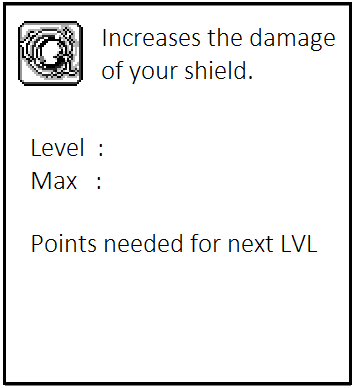 Increases the damage
of your shield.
Level :
Max :
Points needed for next LVL